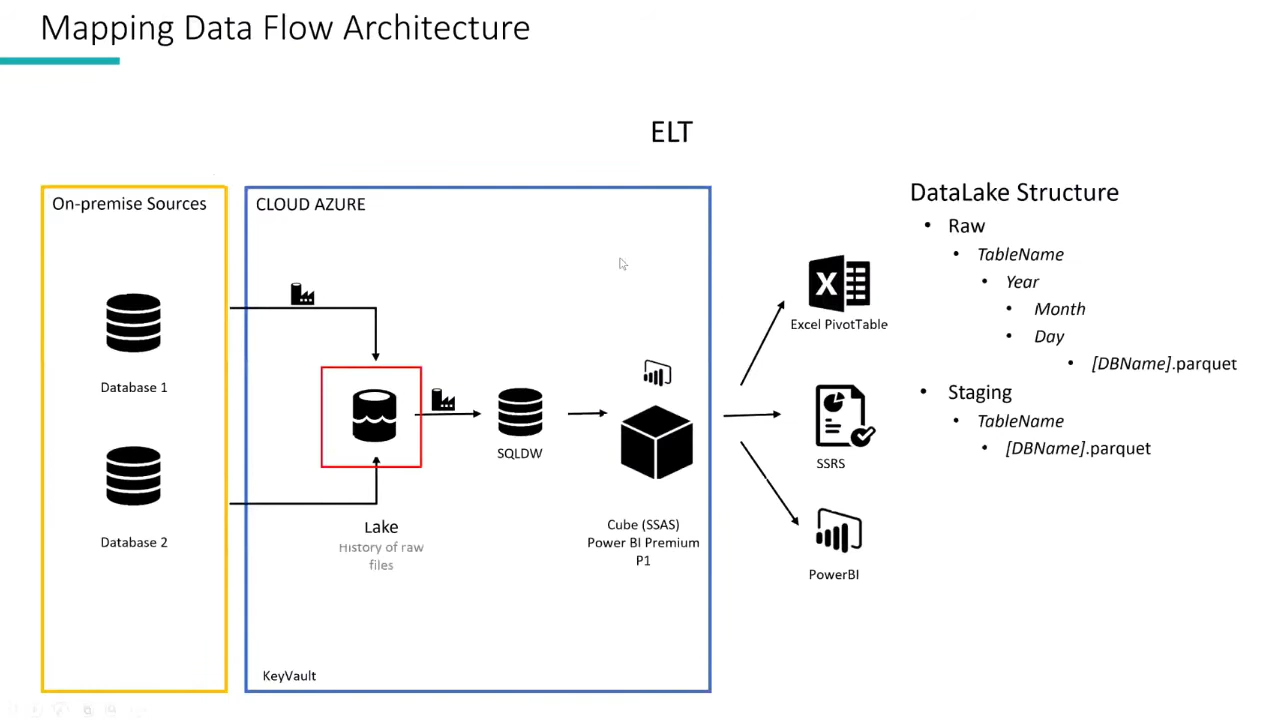 Mapping Data Flow Architecture
ELT
On-premise Sources
Database 1
Database 2
CLOUD AZURE
Lake
History of raw
files
SQLDW
Cube (SSAS)
Power BI Premium
P1
KeyVault
X
Excel PivotTable
SSRS
PowerBI
DataLake Structure
• Raw
• TableName
• Year
• Month
• Day
• [DBName].parquet
• Staging
• TableName
• [DBName].parquet